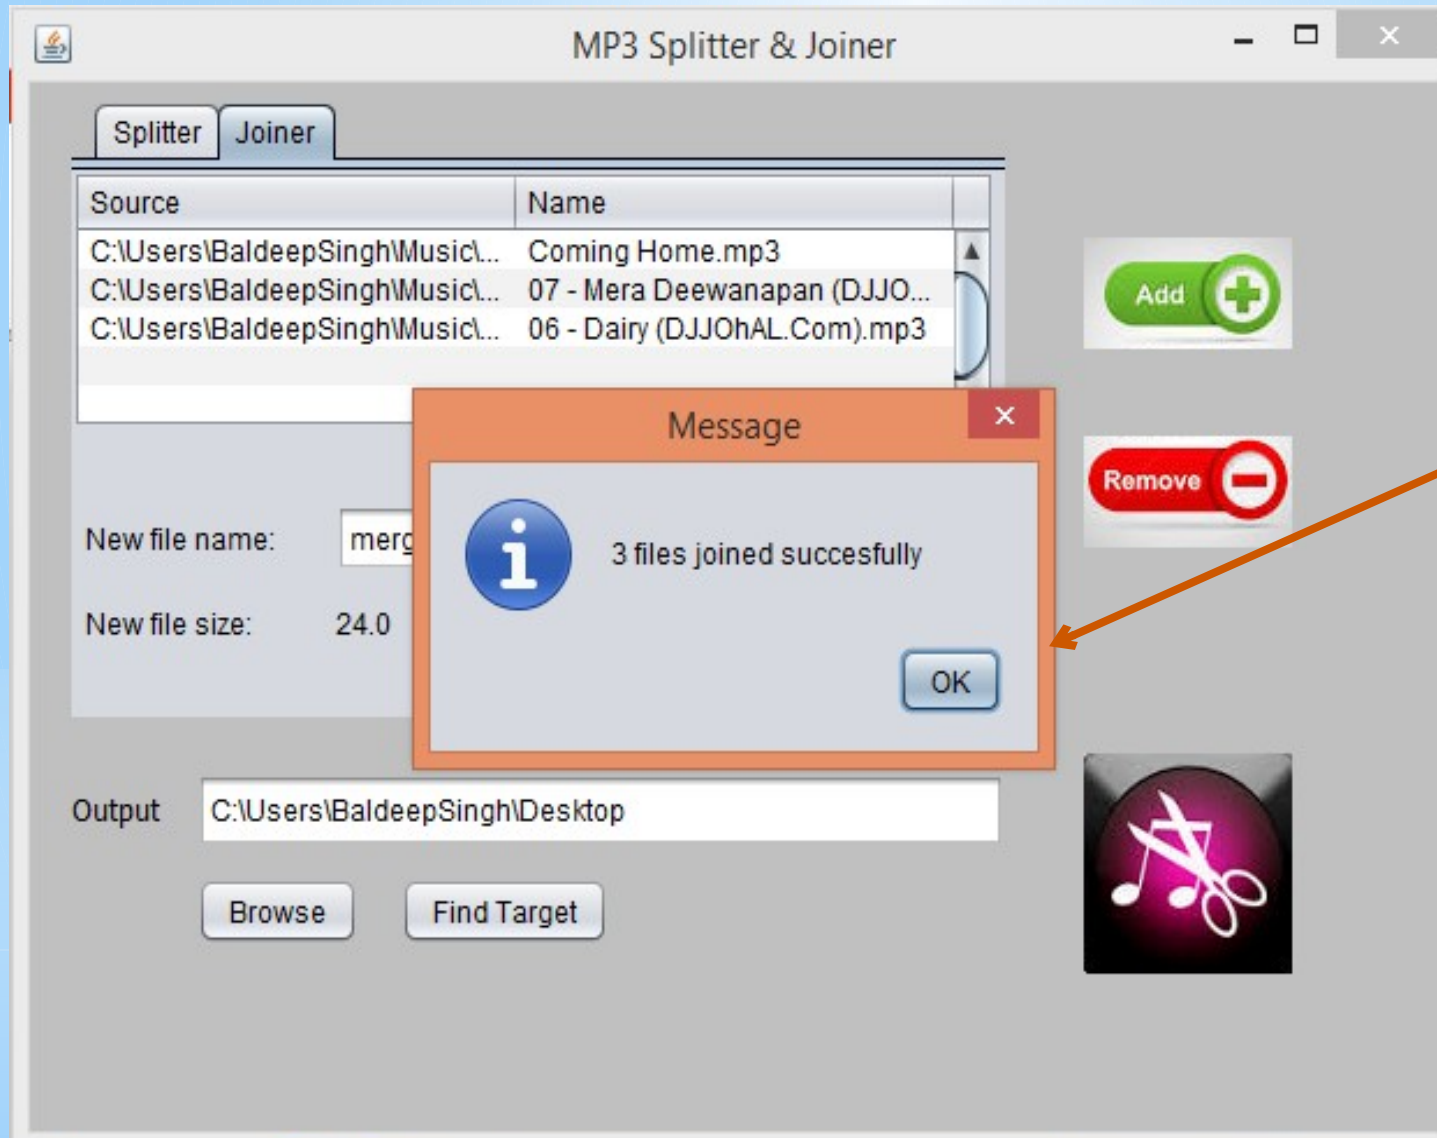 MP3 Splitter & Joiner
Splitter Joiner
Source Name
C:\Users\BaldeepSingh\Music\... Coming Home.mp3
C:\Users\BaldeepSingh\Music\... 07 - Mera Deewanapan (DJJO...
C:\Users\BaldeepSingh\Music\... 06 - Dairy (DJJOhAL.Com).mp3
Add
Remove
Message
3 files joined succesfully
OK
New file name: merg
New file size: 24.0
Output C:\Users\BaldeepSingh\Desktop
Browse Find Target